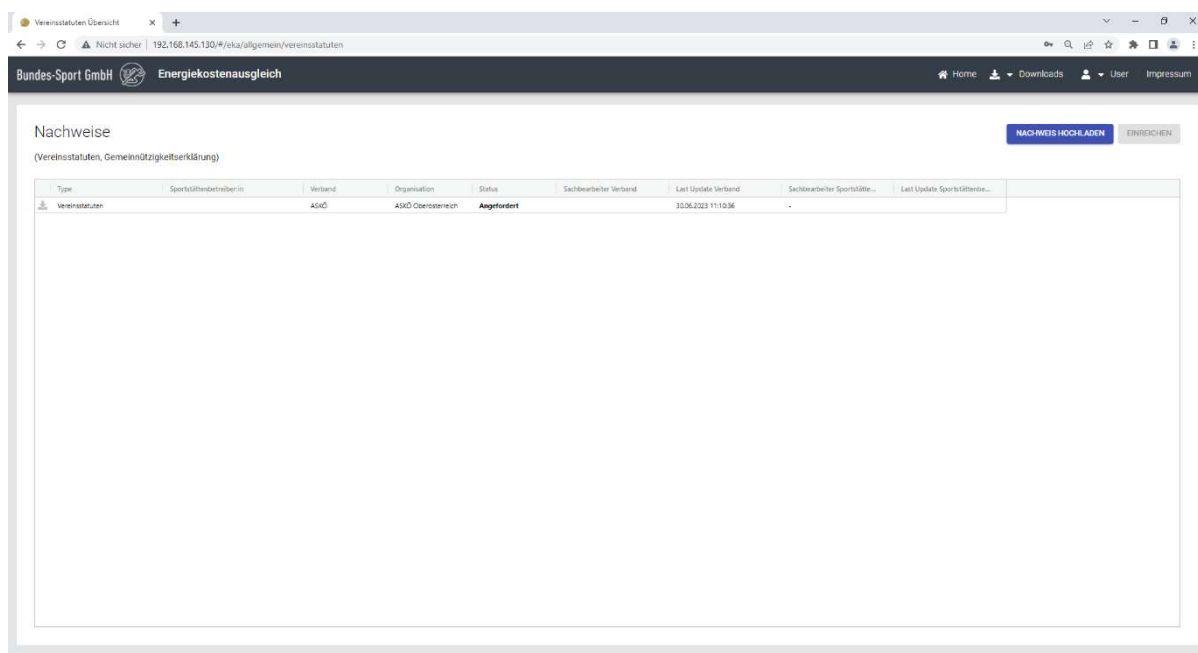 Vereinsstatuten Übersicht
Nicht sicher | 192.168.145.130/#/eka/allgemein/vereinsstatuten
Bundes-Sport GmbH Energiekostenausgleich Home Downloads User Impressum
Nachweise NACHWEIS HOCHLADEN EINREICHEN
(Vereinsstatuten, Gemeinnützigkeitserklärung)
Type Sportstättenbetreiber:in Verband Organisation Status Sachbearbeiter Verband Last Update Verband Sachbearbeiter Sportstätte... Last Update Sportstättenbe...
Vereinsstatuten ASKÖ ASKÖ Oberösterreich Angefordert 30.06.2023 11:10:36 -